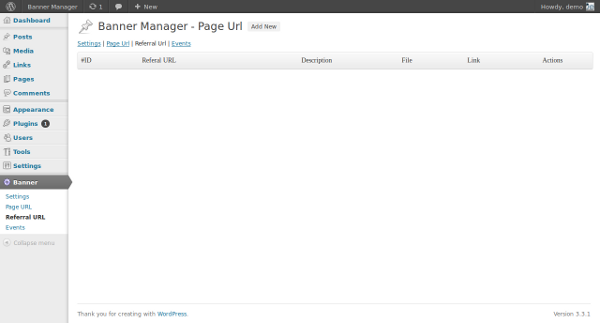 Banner Manager 1 + New Howdy, demo
Dashboard
Posts
Media
Links
Pages
Comments
Appearance
Plugins 1
Users
Tools
Settings
Banner
Settings
Page URL
Referral URL
Events
Collapse menu
Banner Manager - Page Url Add New
Settings | Page Url | Referral Url | Events
#ID Referal URL Description File Link Actions
Thank you for creating with WordPress. Version 3.3.1